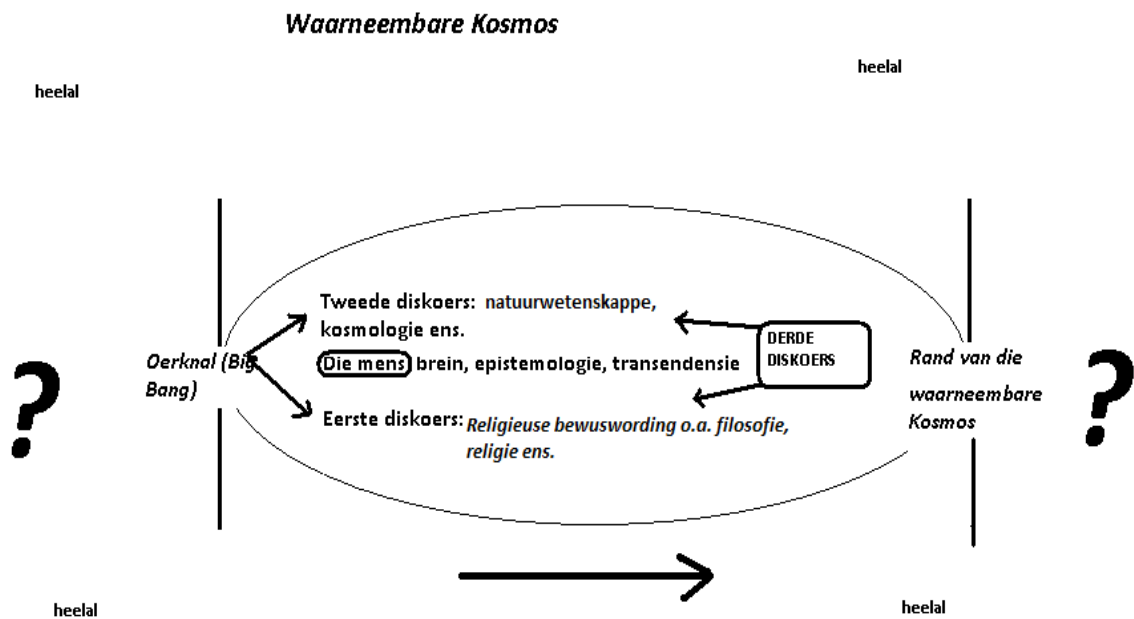 Waarneembare Kosmos
heelal
heelal
Tweede diskoers: natuurwetenskappe,
kosmologie ens.
DERDE
DISKOERS
Oerknal (Big
Bang)
Die mens brein, epistemologie, transendensie
Rand van die
waarneembare
Kosmos
?
?
Eerste diskoers: Religieuse bewuswording o.a. filosofie,
religie ens.
heelal
heelal